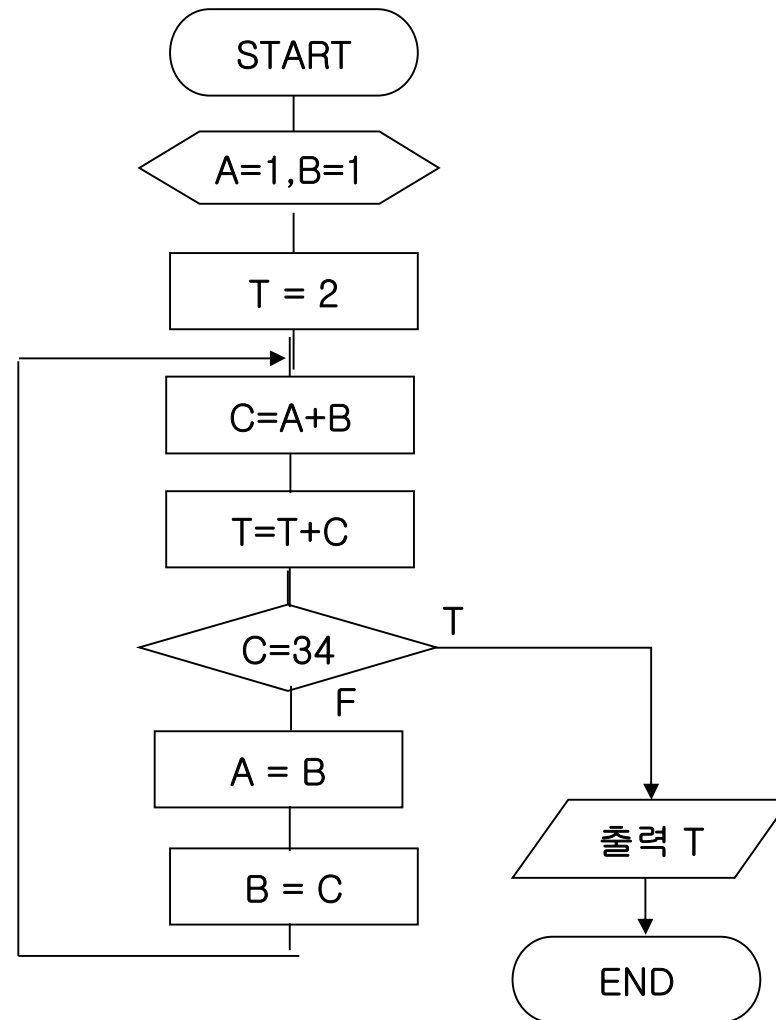 START
A=1,B=1
T = 2
C=A+B
T=T+C
C=34
T
F
A = B
B = C
출력 T
END